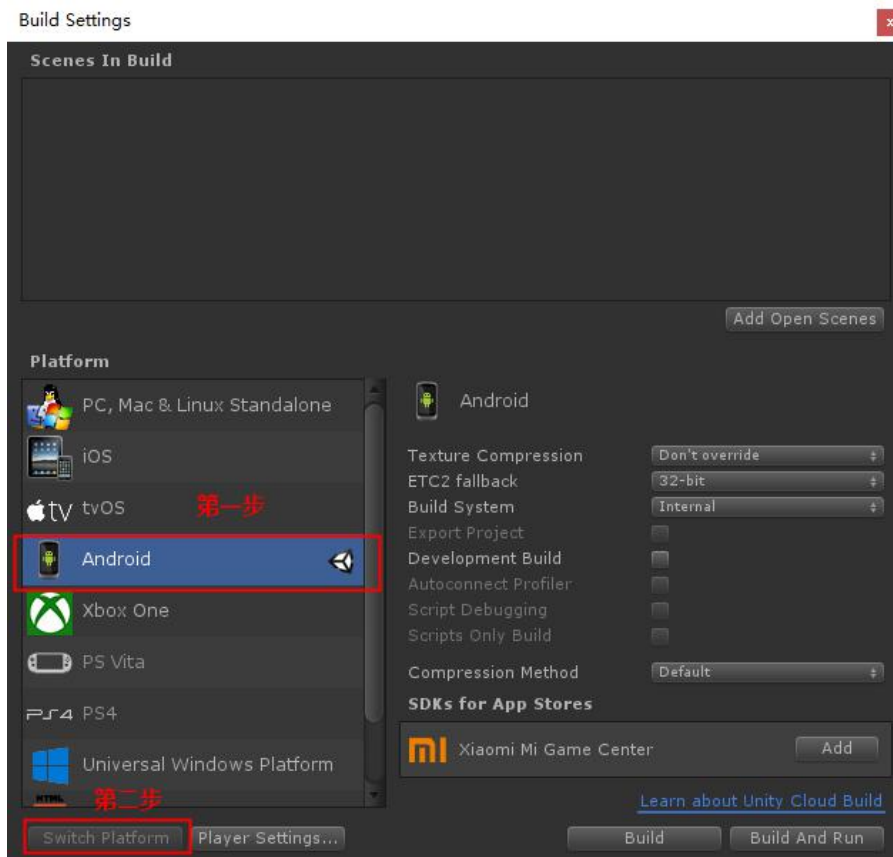 Build Settings
x
Scenes In Build
Add Open Scenes
Platform
PC, Mac & Linux Standalone
iOS
tv tvOS
第一步
Android
Xbox One
PS Vita
PS4 PS4
Universal Windows Platform
HTML
第二步
Switch Platform
Player Settings...
Android
Texture Compression Don't override
ETC2 fallback 32-bit
Build System Internal
Export Project
Development Build
Autoconnect Profiler
Script Debugging
Scripts Only Build
Compression Method Default
SDKs for App Stores
Xiaomi Mi Game Center Add
Learn about Unity Cloud Build
Build
Build And Run